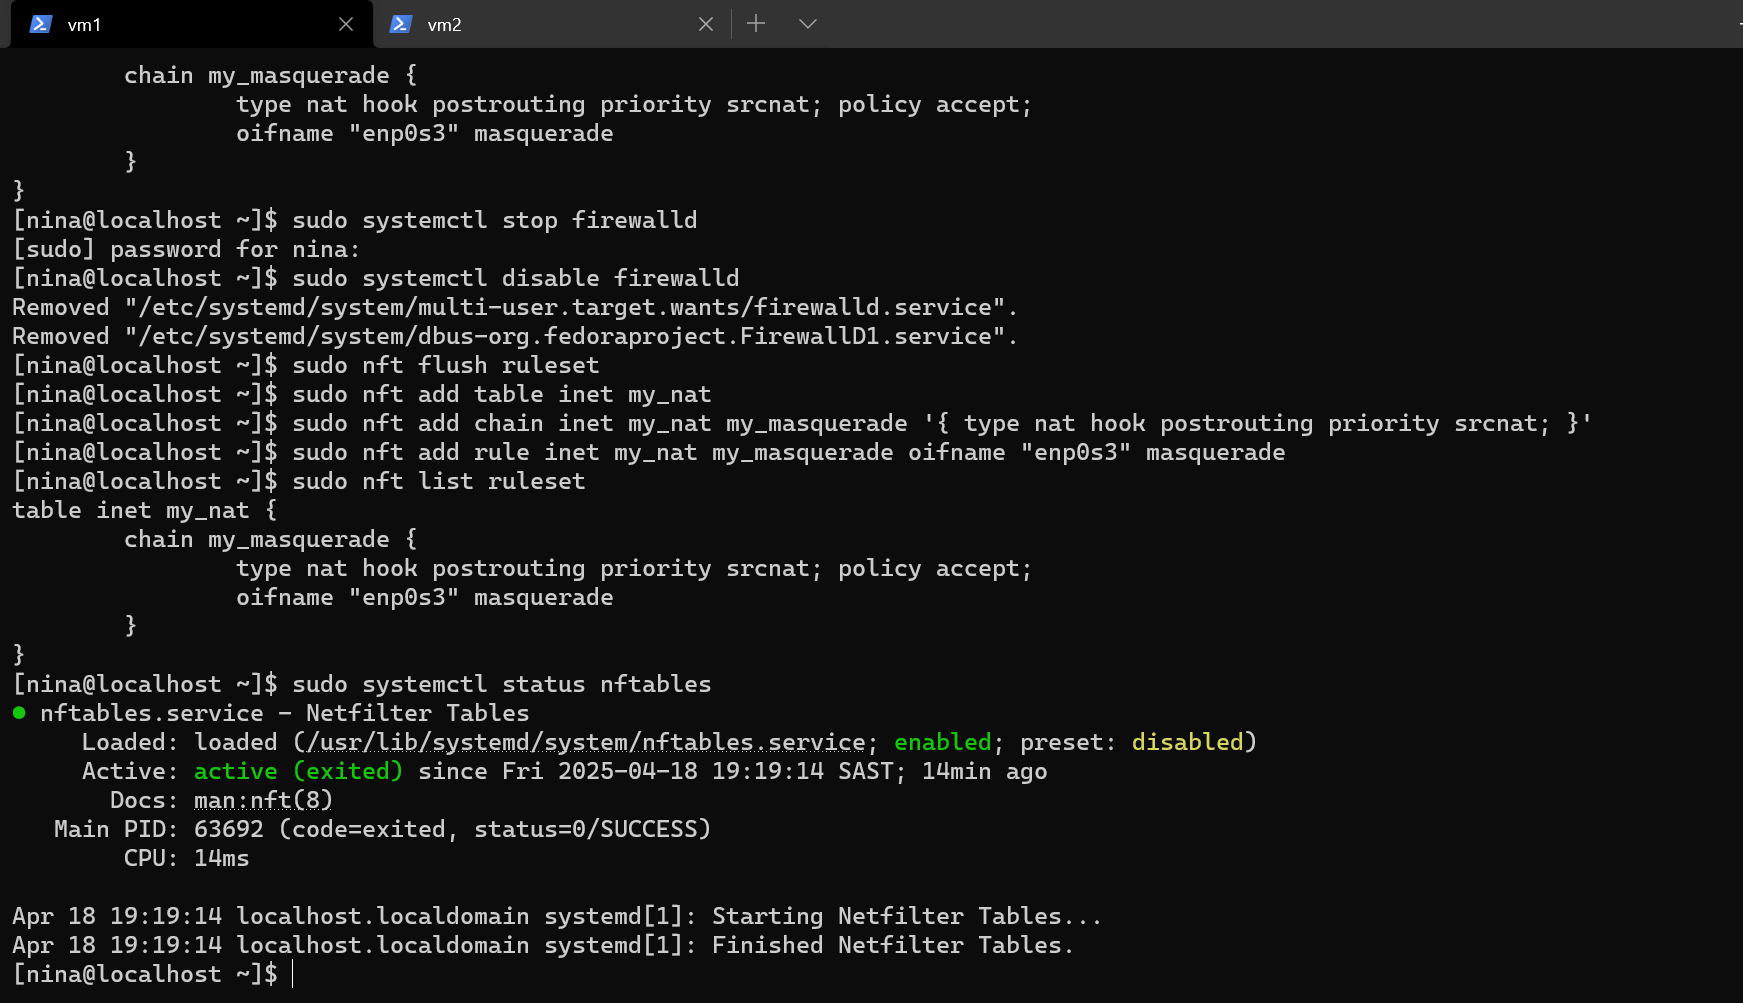 vm1
vm2
chain my_masquerade {
type nat hook postrouting priority srcnat; policy accept;
oifname "enp0s3" masquerade
}
}
[nina@localhost ~]$ sudo systemctl stop firewalld
[sudo] password for nina:
[nina@localhost ~]$ sudo systemctl disable firewalld
Removed "/etc/systemd/system/multi-user.target.wants/firewalld.service".
Removed "/etc/systemd/system/dbus-org.fedoraproject.FirewallD1.service".
[nina@localhost ~]$ sudo nft flush ruleset
[nina@localhost ~]$ sudo nft add table inet my_nat
[nina@localhost ~]$ sudo nft add chain inet my_nat my_masquerade '{ type nat hook postrouting priority srcnat; }'
[nina@localhost ~]$ sudo nft add rule inet my_nat my_masquerade oifname "enp0s3" masquerade
[nina@localhost ~]$ sudo nft list ruleset
table inet my_nat {
chain my_masquerade {
type nat hook postrouting priority srcnat; policy accept;
oifname "enp0s3" masquerade
}
}
[nina@localhost ~]$ sudo systemctl status nftables
● nftables.service - Netfilter Tables
Loaded: loaded (/usr/lib/systemd/system/nftables.service; enabled; preset: disabled)
Active: active (exited) since Fri 2025-04-18 19:19:14 SAST; 14min ago
Docs: man:nft(8)
Main PID: 63692 (code=exited, status=0/SUCCESS)
CPU: 14ms
Apr 18 19:19:14 localhost.localdomain systemd[1]: Starting Netfilter Tables...
Apr 18 19:19:14 localhost.localdomain systemd[1]: Finished Netfilter Tables.
[nina@localhost ~]$